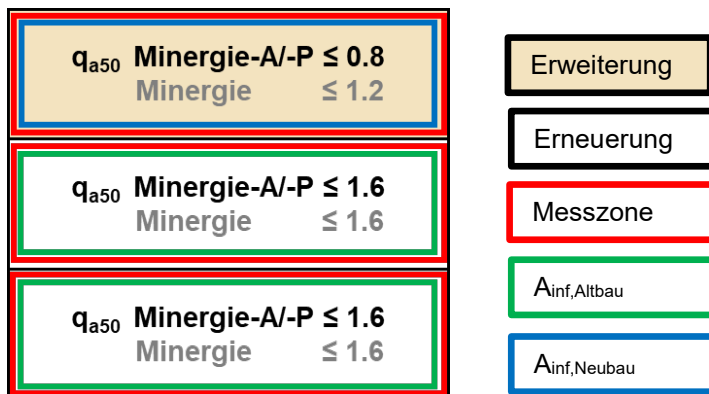 qa50 Minergie-A/-P ≤ 0.8
Minergie ≤ 1.2
qa50 Minergie-A/-P ≤ 1.6
Minergie ≤ 1.6
qa50 Minergie-A/-P ≤ 1.6
Minergie ≤ 1.6
Erweiterung
Erneuerung
Messzone
Ainf,Altbau
Ainf,Neubau